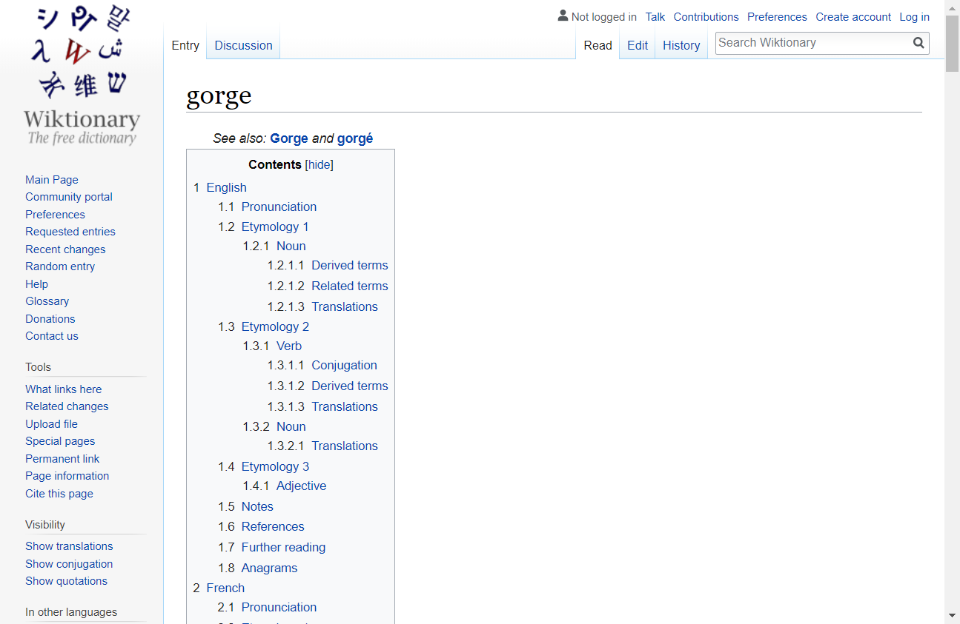 シ ქ 말
λ W ش
维 ש
Wiktionary
The free dictionary
Not logged in Talk Contributions Preferences Create account Log in
Entry Discussion Read Edit History Search Wiktionary
gorge
See also: Gorge and gorgé
Contents [hide]
1 English
1.1 Pronunciation
1.2 Etymology 1
1.2.1 Noun
1.2.1.1 Derived terms
1.2.1.2 Related terms
1.2.1.3 Translations
1.3 Etymology 2
1.3.1 Verb
1.3.1.1 Conjugation
1.3.1.2 Derived terms
1.3.1.3 Translations
1.3.2 Noun
1.3.2.1 Translations
1.4 Etymology 3
1.4.1 Adjective
1.5 Notes
1.6 References
1.7 Further reading
1.8 Anagrams
2 French
2.1 Pronunciation
Main Page
Community portal
Preferences
Requested entries
Recent changes
Random entry
Help
Glossary
Donations
Contact us
Tools
What links here
Related changes
Upload file
Special pages
Permanent link
Page information
Cite this page
Visibility
Show translations
Show conjugation
Show quotations
In other languages